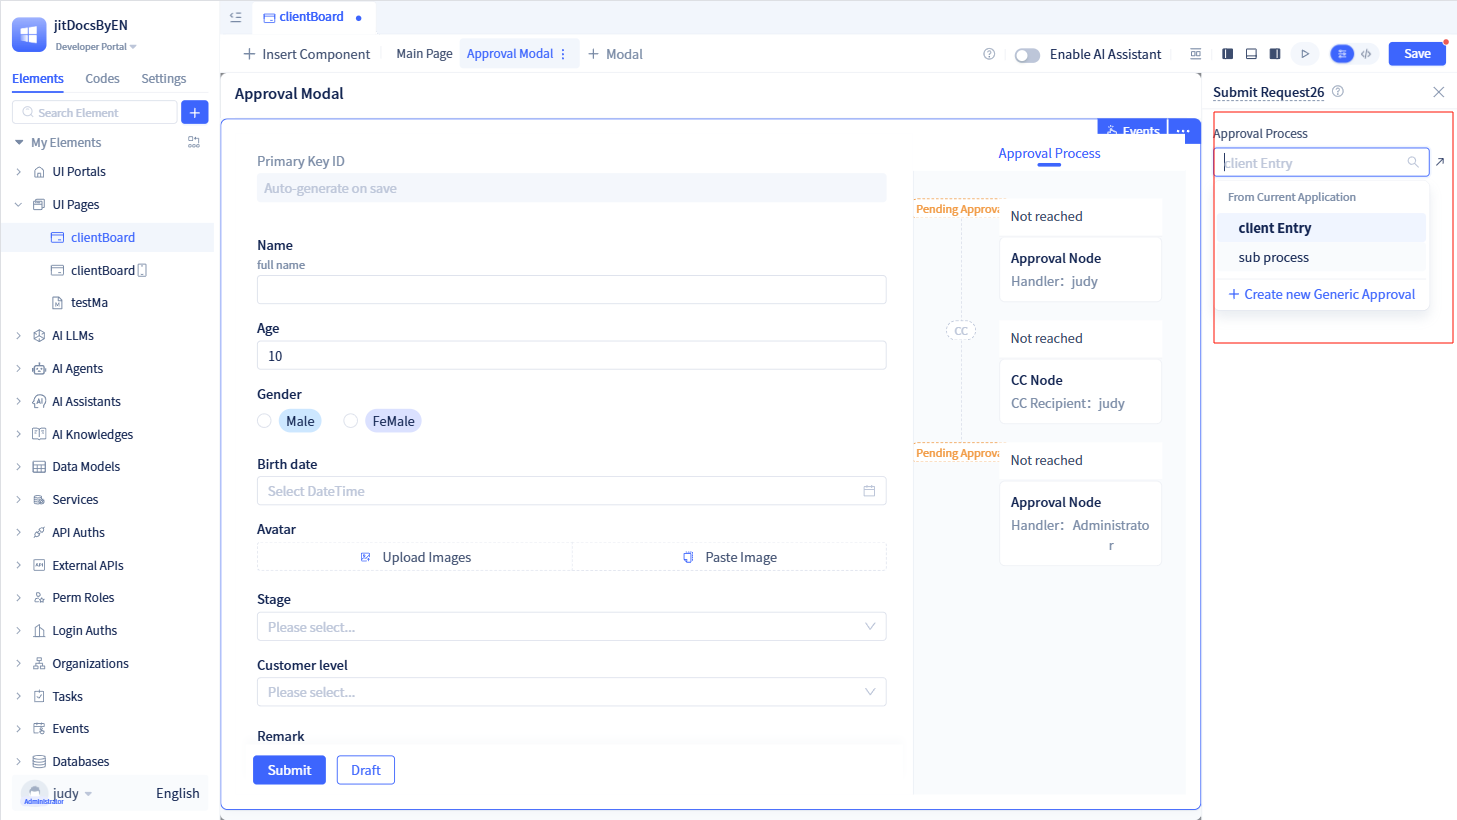 jitDocsByEN
Developer Portal
Elements
Codes
Settings
Search Element
My Elements
UI Portals
UI Pages
clientBoard
clientBoard
testMa
AI LLMs
AI Agents
AI Assistants
AI Knowledges
Data Models
Services
API Auths
External APIs
Perm Roles
Login Auths
Organizations
Tasks
Events
Databases
judy
Administrator
English
clientBoard
Insert Component
Main Page
Approval Modal
Modal
Enable AI Assistant
Save
Approval Modal
Events
Primary Key ID
Auto-generate on save
Name
full name
Age
10
Gender
Male
FeMale
Birth date
Select DateTime
Avatar
Upload Images
Paste Image
Stage
Please select...
Customer level
Please select...
Remark
Submit
Draft
Approval Process
Pending Approva
Not reached
Approval Node
Handler: judy
CC
Not reached
CC Node
CC Recipient: judy
Pending Approva
Not reached
Approval Node
Handler: Administrato
r
Submit Request26
Approval Process
client Entry
From Current Application
client Entry
sub process
Create new Generic Approval